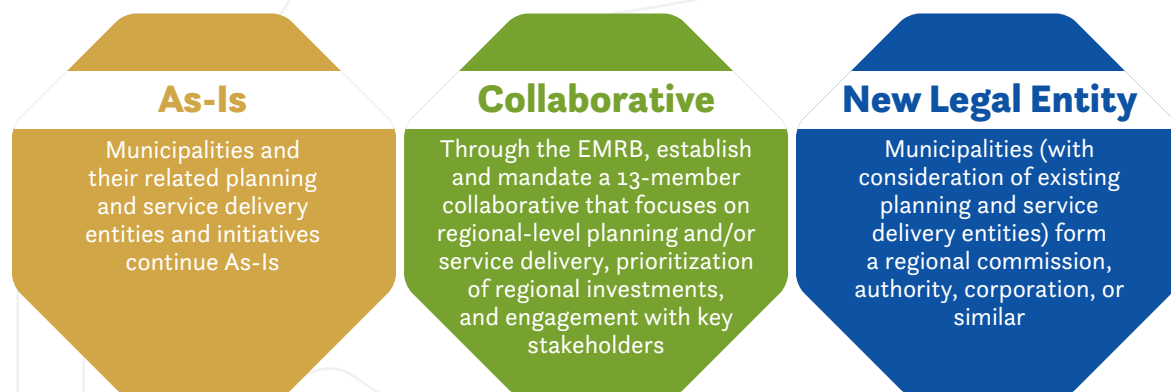 As-Is
Municipalities and
their related planning
and service delivery
entities and initiatives
continue As-Is
Collaborative
Through the EMRB, establish
and mandate a 13-member
collaborative that focuses on
regional-level planning and/or
service delivery, prioritization
of regional investments,
and engagement with key
stakeholders
New Legal Entity
Municipalities (with
consideration of existing
planning and service
delivery entities) form
a regional commission,
authority, corporation, or
similar